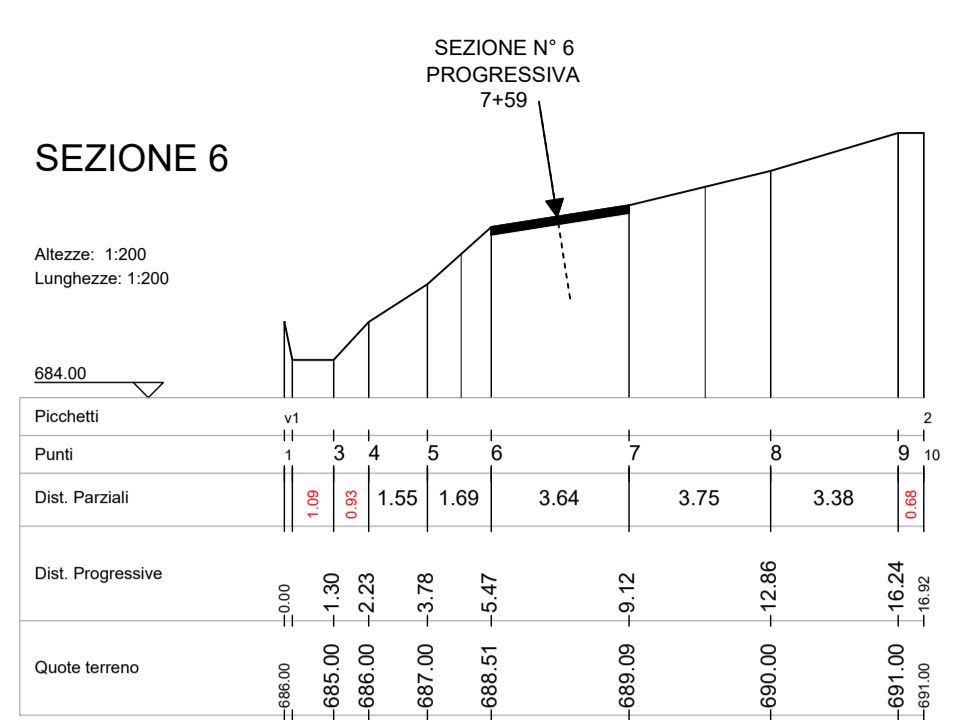 SEZIONE N° 6
PROGRESSIVA
7+59
SEZIONE 6
Altezze: 1:200
Lunghezze: 1:200
684.00
Picchetti v1 2
Punti 1 3 4 5 6 7 8 9 10
Dist. Parziali 1.09 0.93 1.55 1.69 3.64 3.75 3.38 0.68
Dist. Progressive 0.00 1.30 2.23 3.78 5.47 9.12 12.86 16.24 16.92
Quote terreno 686.00 685.00 686.00 687.00 688.51 689.09 690.00 691.00 691.00